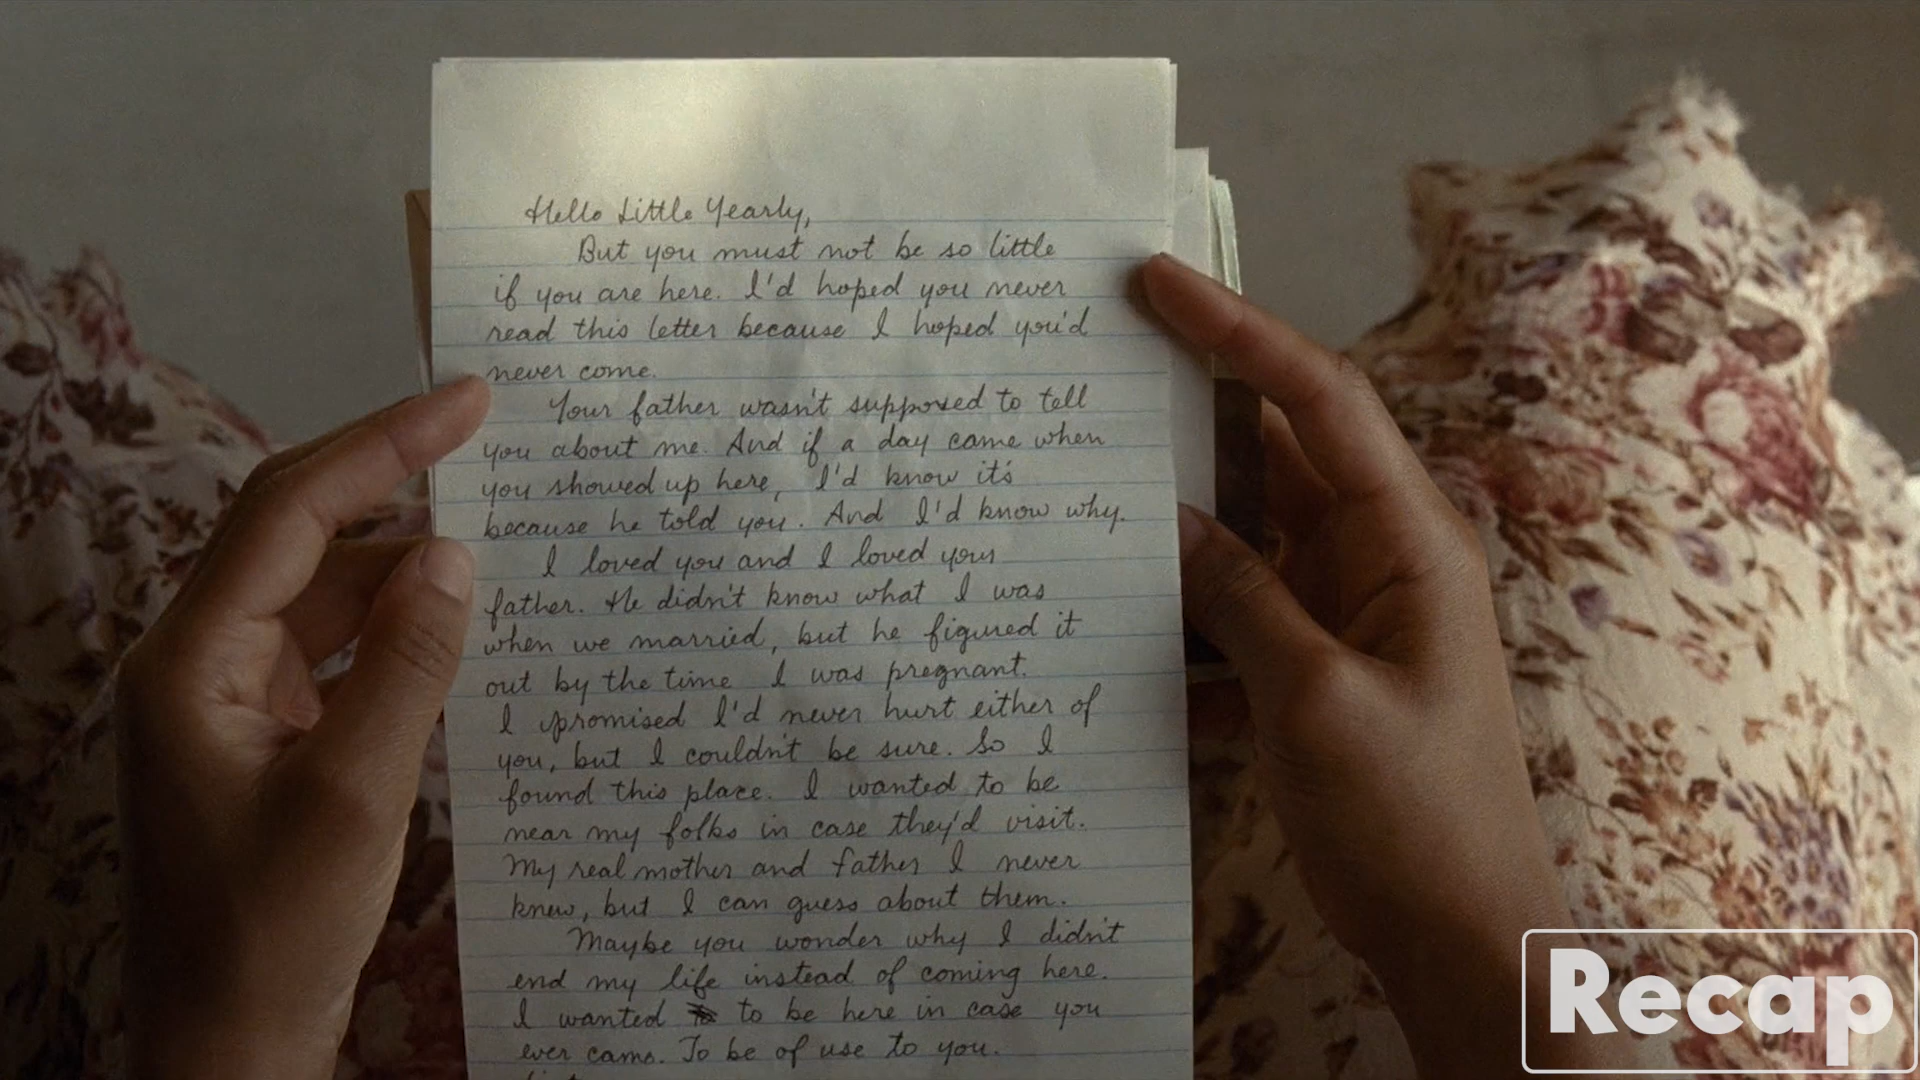 Hello Little Yearly,
But you must not be so little
if you are here. I'd hoped you never
read this letter because I hoped you'd
never come.
Your father wasn't supposed to tell
you about me. And if a day came when
you showed up here, I'd know it's
because he told you. And I'd know why.
I loved you and I loved your
father. He didn't know what I was
when we married, but he figured it
out by the time I was pregnant.
I promised I'd never hurt either of
you, but I couldn't be sure. So I
found this place. I wanted to be
near my folks in case they'd visit.
My real mother and father I never
knew, but I can guess about them.
Maybe you wonder why I didn't
end my life instead of coming here.
I wanted to be here in case you
ever came. To be of use to you.
Recap